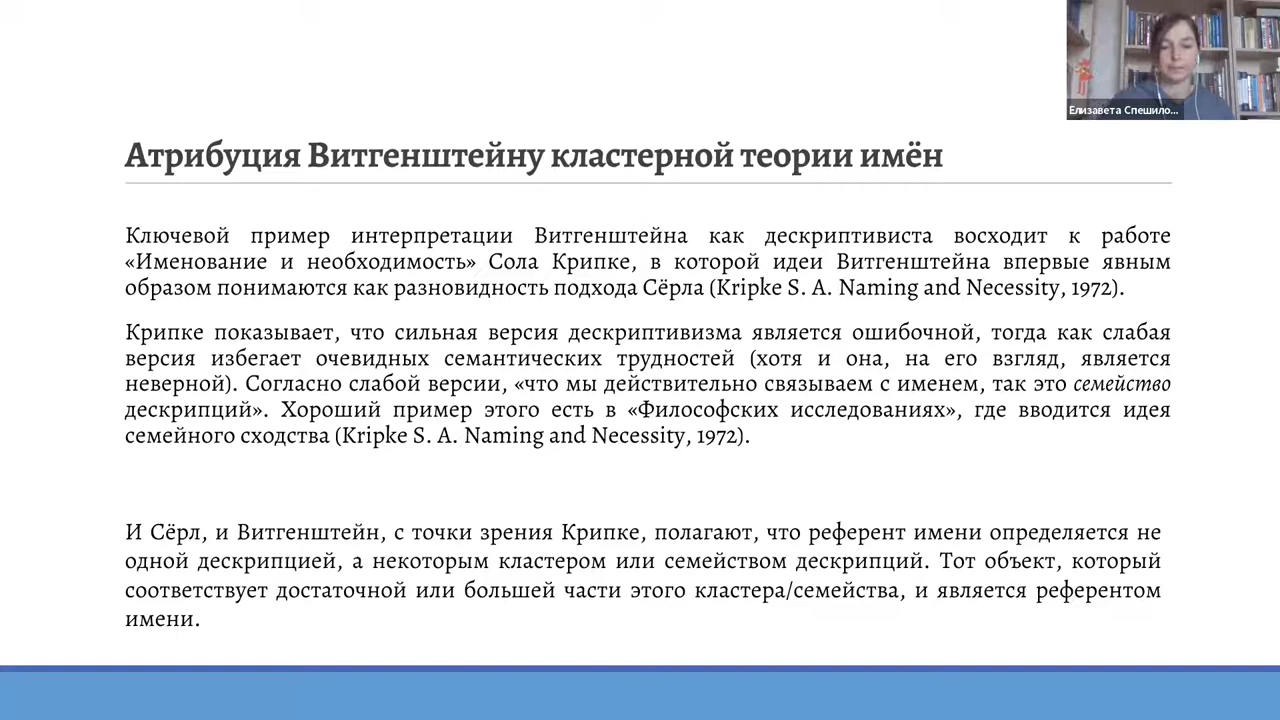 Елизавета Спешило...
Атрибуция Витгенштейну кластерной теории имён
Ключевой пример интерпретации Витгенштейна как дескриптивиста восходит к работе
«Именование и необходимость» Сола Крипке, в которой идеи Витгенштейна впервые явным
образом понимаются как разновидность подхода Сёрла (Kripke S. A. Naming and Necessity, 1972).
Крипке показывает, что сильная версия дескриптивизма является ошибочной, тогда как слабая
версия избегает очевидных семантических трудностей (хотя и она, на его взгляд, является
неверной). Согласно слабой версии, «что мы действительно связываем с именем, так это семейство
дескрипций». Хороший пример этого есть в «Философских исследованиях», где вводится идея
семейного сходства (Kripke S. A. Naming and Necessity, 1972).
И Сёрл, и Витгенштейн, с точки зрения Крипке, полагают, что референт имени определяется не
одной дескрипцией, а некоторым кластером или семейством дескрипций. Тот объект, который
соответствует достаточной или большей части этого кластера/семейства, и является референтом
имени.